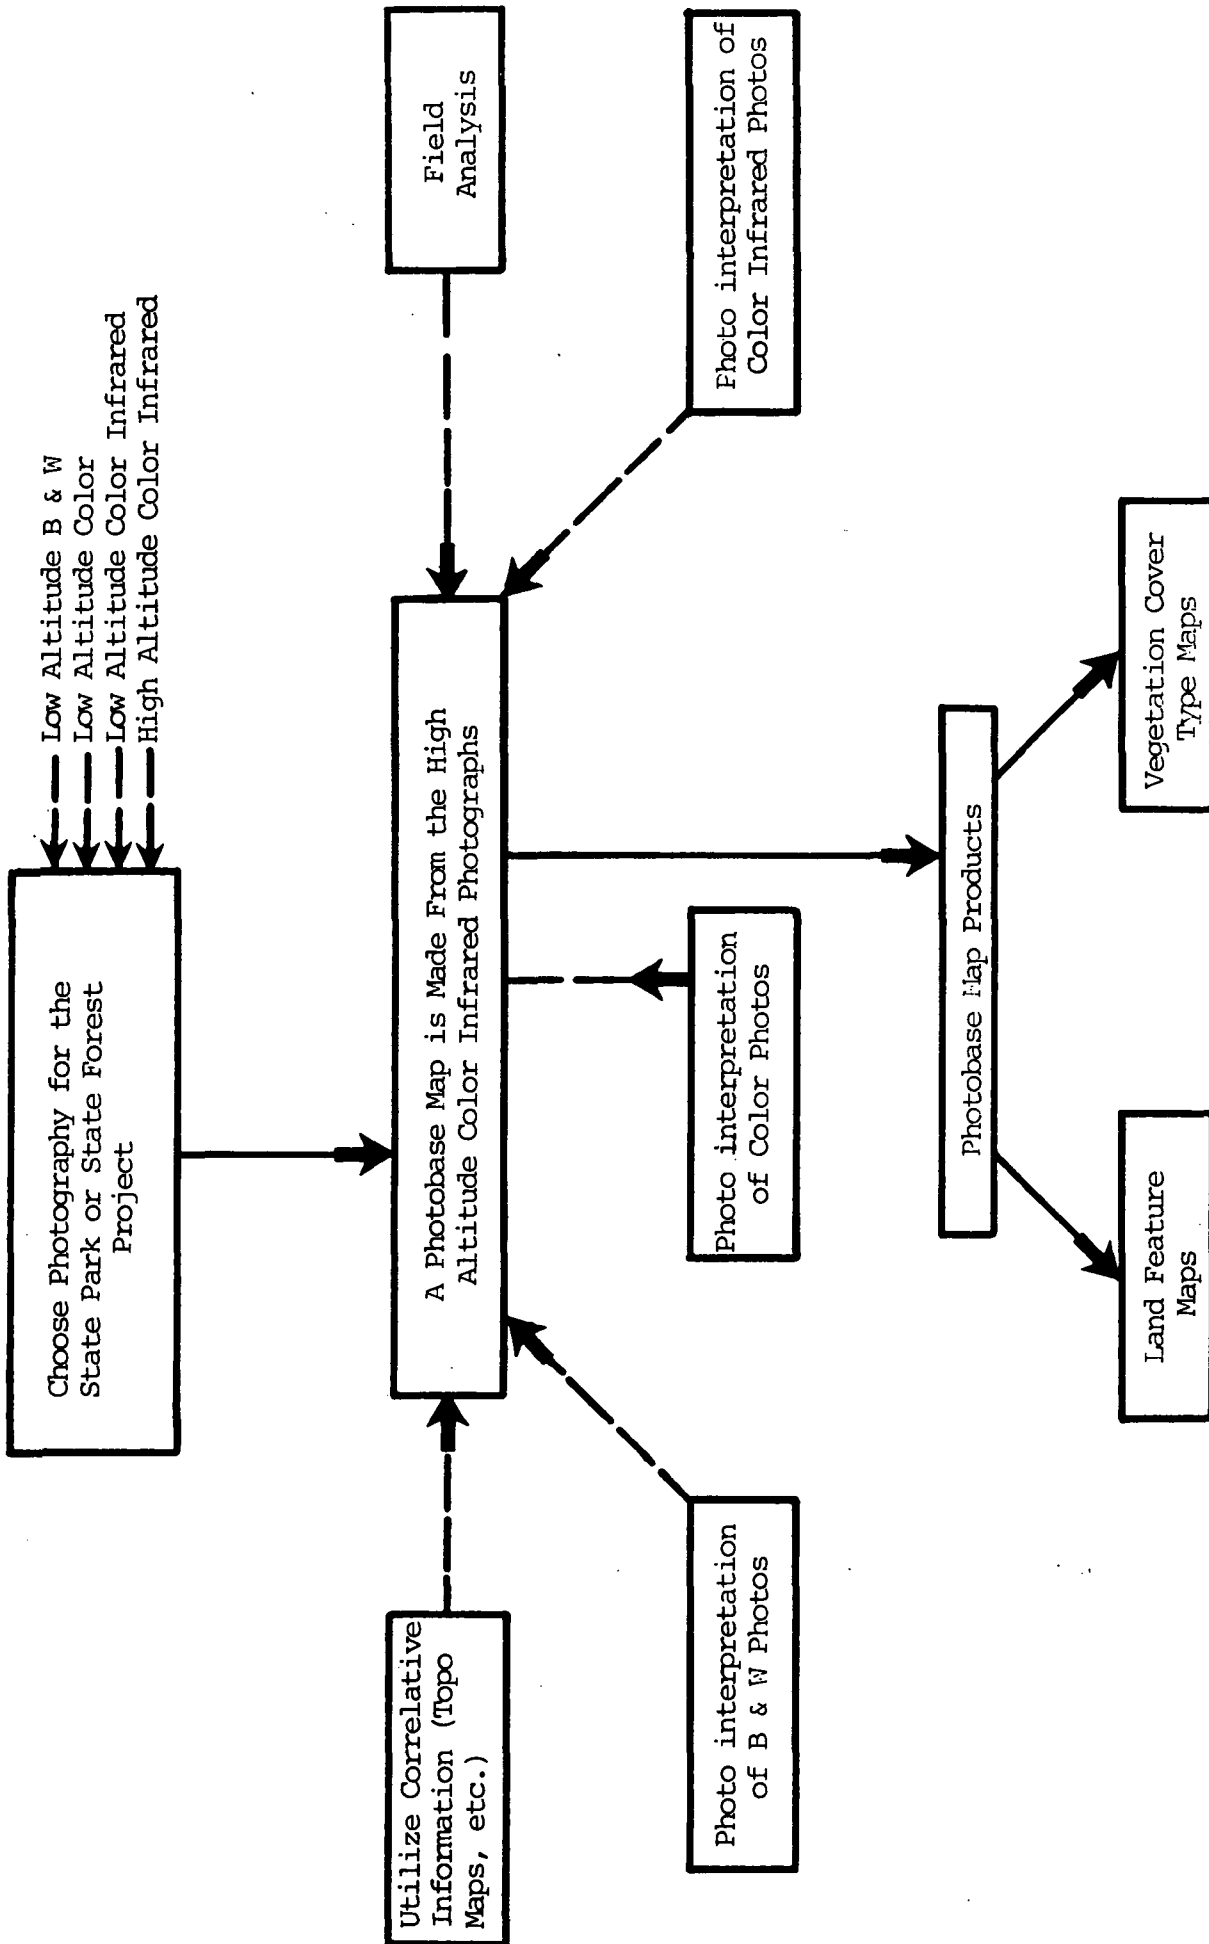 Choose Photography for the
State Park or State Forest
Project
Low Altitude B & W
Low Altitude Color
Low Altitude Color Infrared
High Altitude Color Infrared
Utilize Correlative
Information (Topo
Maps, etc.)
A Photobase Map is Made From the High
Altitude Color Infrared Photographs
Field
Analysis
Photo interpretation
of B & W Photos
Photo interpretation
of Color Photos
Photo interpretation of
Color Infrared Photos
Photobase Map Products
Land Feature
Maps
Vegetation Cover
Type Maps